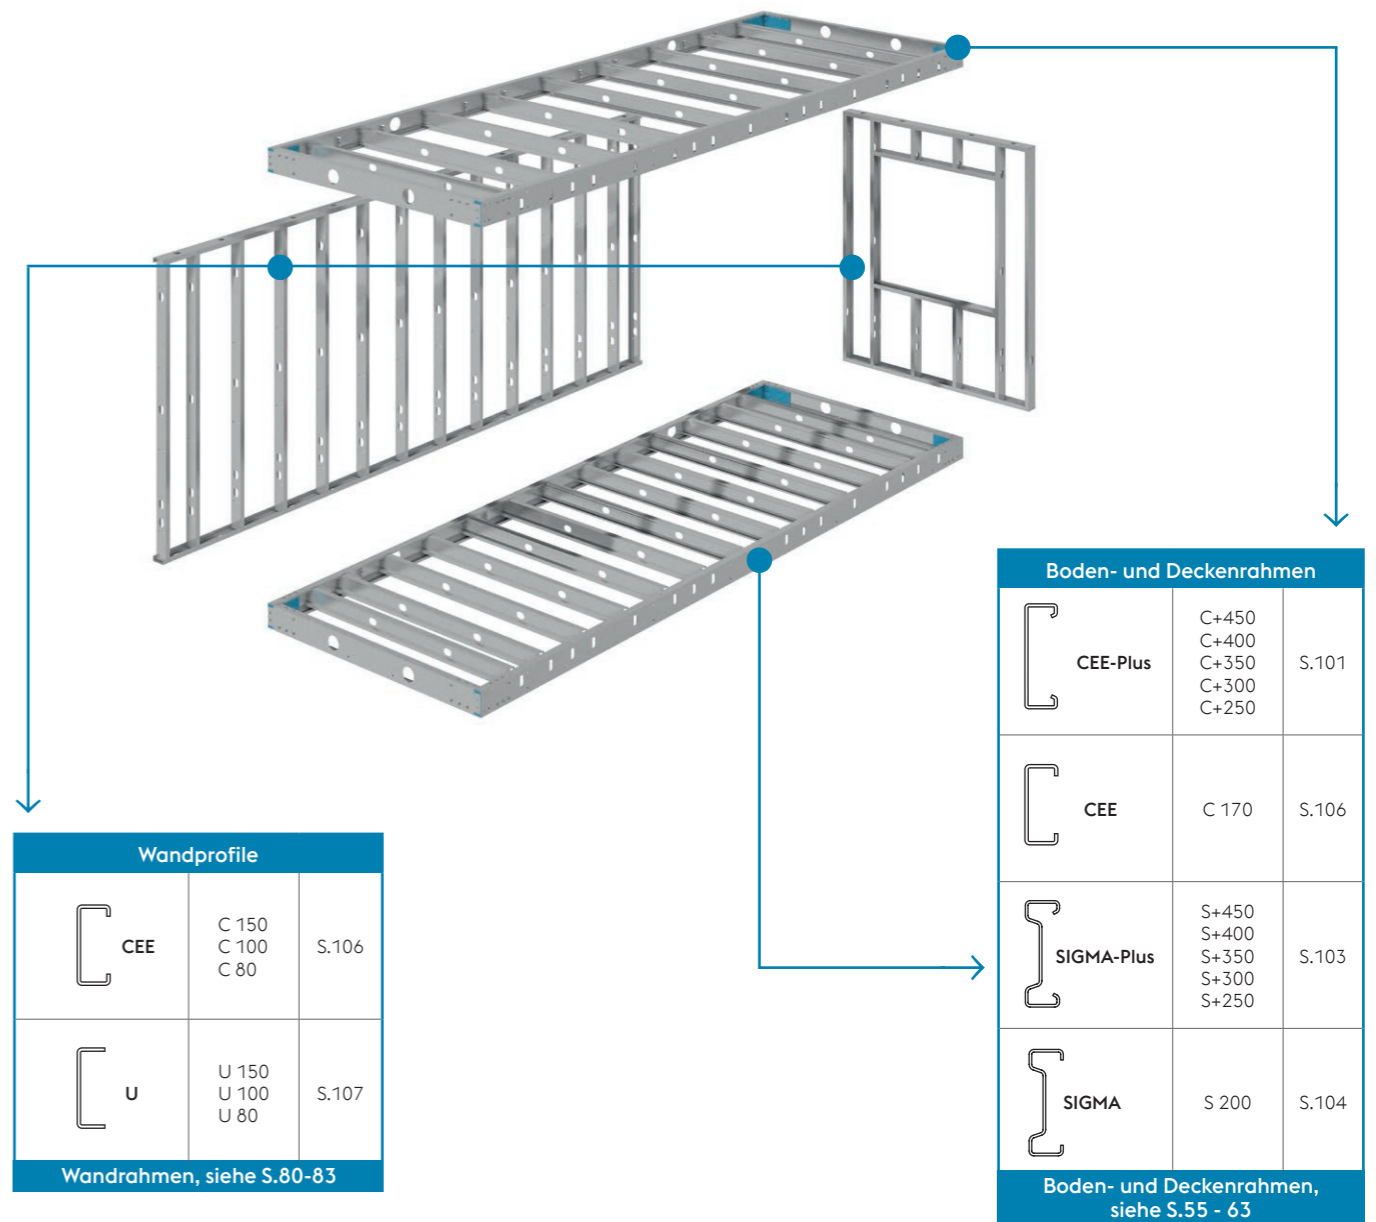 Boden- und Deckenrahmen
CEE-Plus
C+450
C+400
C+350
C+300
C+250
S.101
CEE
C 170
S.106
SIGMA-Plus
S+450
S+400
S+350
S+300
S+250
S.103
SIGMA
S 200
S.104
Boden- und Deckenrahmen,
siehe S.55 - 63
Wandprofile
CEE
C 150
C 100
C 80
S.106
U
U 150
U 100
U 80
S.107
Wandrahmen, siehe S.80-83